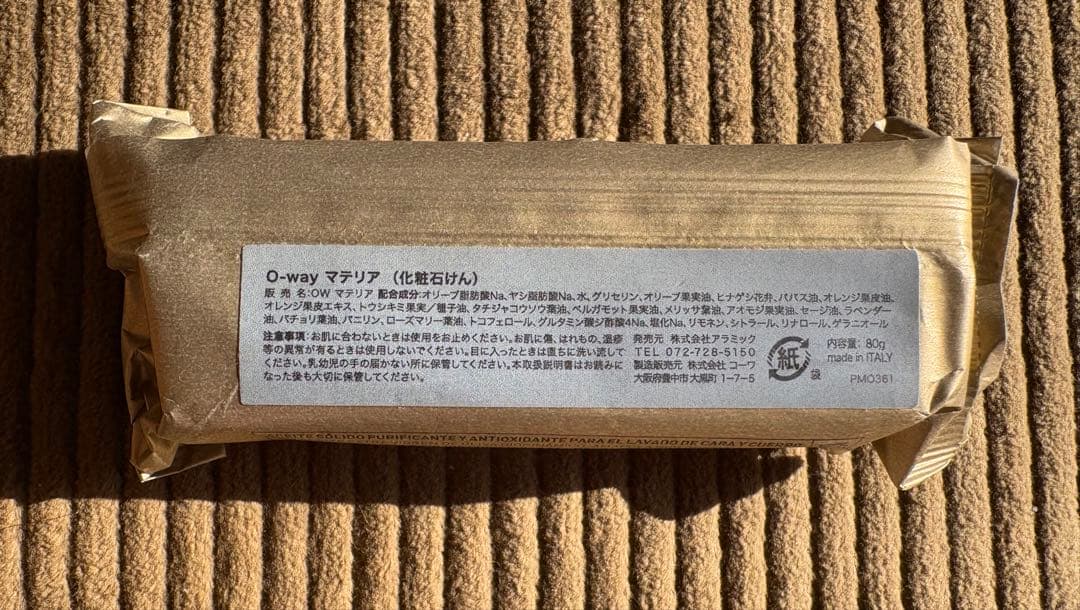 O-way マテリア (化粧石けん)
販 売 名:OW マテリア 配合成分:オリーブ脂肪酸Na、ヤシ脂肪酸Na、水、グリセリン、オリーブ果実油、ヒナゲシ花弁、ババス油、オレンジ果皮油、
オレンジ果皮エキス、トウシキミ果実/種子油、タチジャコウソウ葉油、ベルガモット果実油、メリッサ葉油、アオモジ果実油、セージ油、ラベンダー
油、パチョリ葉油、バニリン、ローズマリー葉油、トコフェロール、グルタミン酸ジ酢酸4Na、塩化Na、リモネン、シトラール、リナロール、ゲラニオール
注意事項:お肌に合わないときは使用をお止めください。お肌に傷、はれもの、湿疹
等の異常が有るときは使用しないでください。目に入ったときは直ちに洗い流して
ください。乳幼児の手の届かない所に保管してください。本取扱説明書はお読みに
なった後も大切に保管してください。
発売元 株式会社アラミック
TEL 072-728-5150
製造販売元 株式会社 コーワ
大阪府豊中市大黒町1-7-5
紙
袋
内容量: 80g
made in ITALY
PMO361
SÓLIDO PURIFICANTE Y ANTIOXIDANTE PARA EL LAVADO DE CARA Y CUERPO